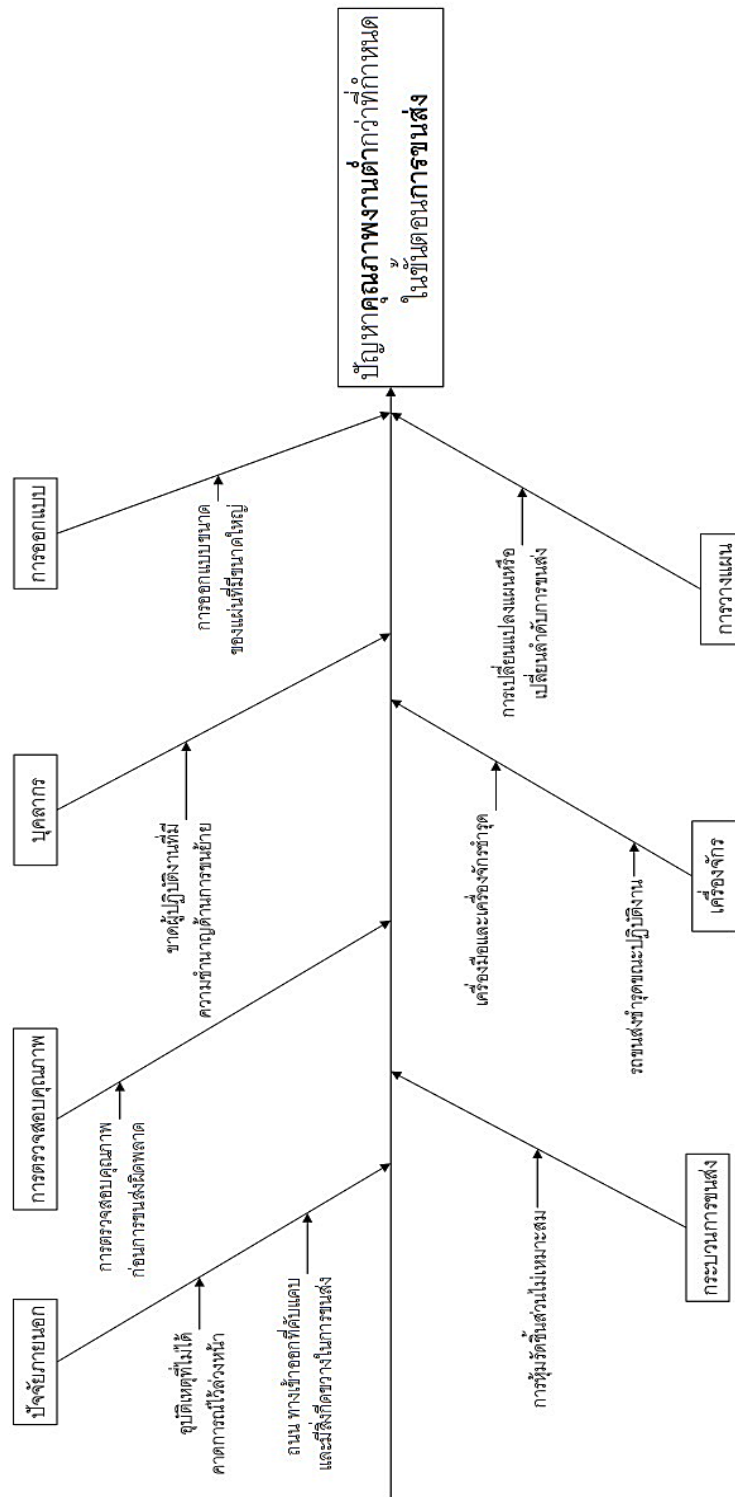 ปัจจัยภายนอก
การตรวจสอบคุณภาพ
บุคลากร
การออกแบบ
อุบัติเหตุที่ไม่ได้
คาดการณ์ไว้ล่วงหน้า
ถนน ทางเข้าออกที่คับแคบ
และมีสิ่งกีดขวางในการขนส่ง
การตรวจสอบคุณภาพ
ก่อนการขนส่งผิดพลาด
ขาดผู้ปฏิบัติงานที่มี
ความชำนาญด้านการขนย้าย
การออกแบบขนาด
ของแผ่นที่มีขนาดใหญ่
ปัญหาคุณภาพงานต่ำกว่าที่กำหนด
ในขั้นตอนการขนส่ง
การหุ้มรัดชิ้นส่วนไม่เหมาะสม
เครื่องมือและเครื่องจักรชำรุด
รถขนส่งชำรุดขณะปฏิบัติงาน
การเปลี่ยนแปลงแผนหรือ
เปลี่ยนลำดับการขนส่ง
กระบวนการขนส่ง
เครื่องจักร
การวางแผน